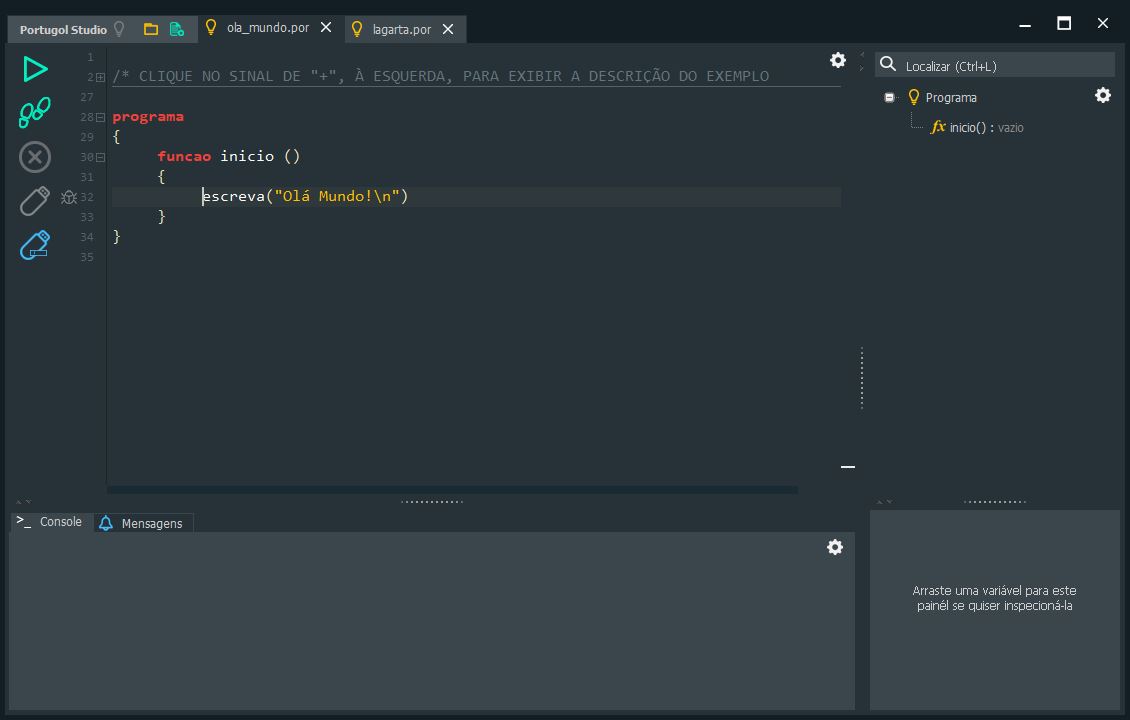 Portugol Studio
ola_mundo.por
lagarta.por
1
2 /* CLIQUE NO SINAL DE "+", À ESQUERDA, PARA EXIBIR A DESCRIÇÃO DO EXEMPLO
27
28 programa
29 {
30 funcao inicio ()
31 {
32 escreva("Olá Mundo!\n")
33 }
34 }
35
Localizar (Ctrl+L)
Programa
fx inicio() : vazio
>_ Console
Mensagens
Arraste uma variável para este
painél se quiser inspecioná-la